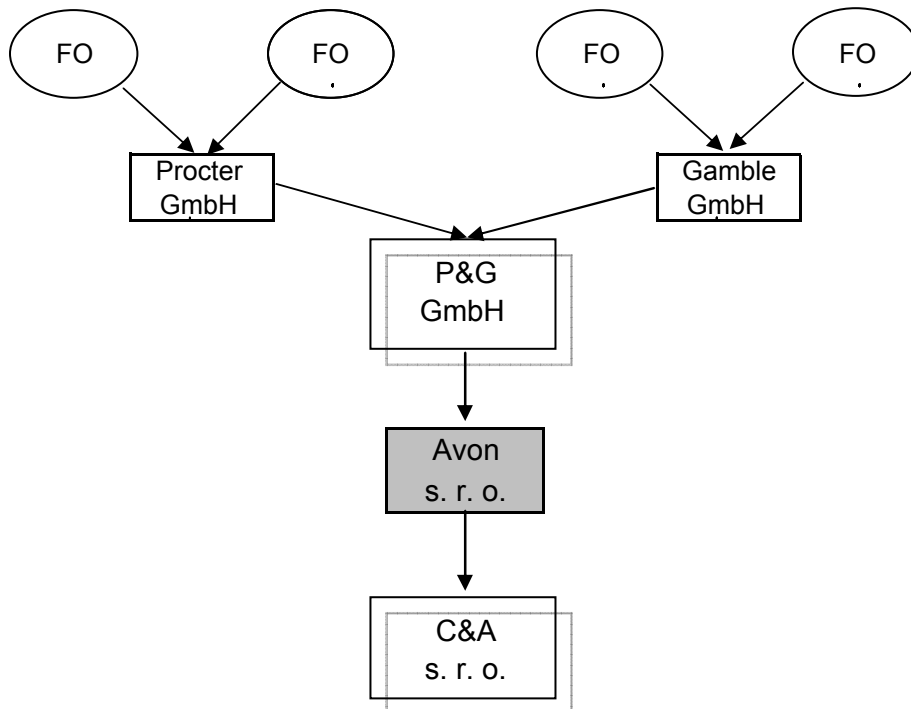 FO
FO
.
FO
.
FO
.
Procter
GmbH
Gamble
GmbH
P&G
GmbH
Avon
s. r. o.
C&A
s. r. o.